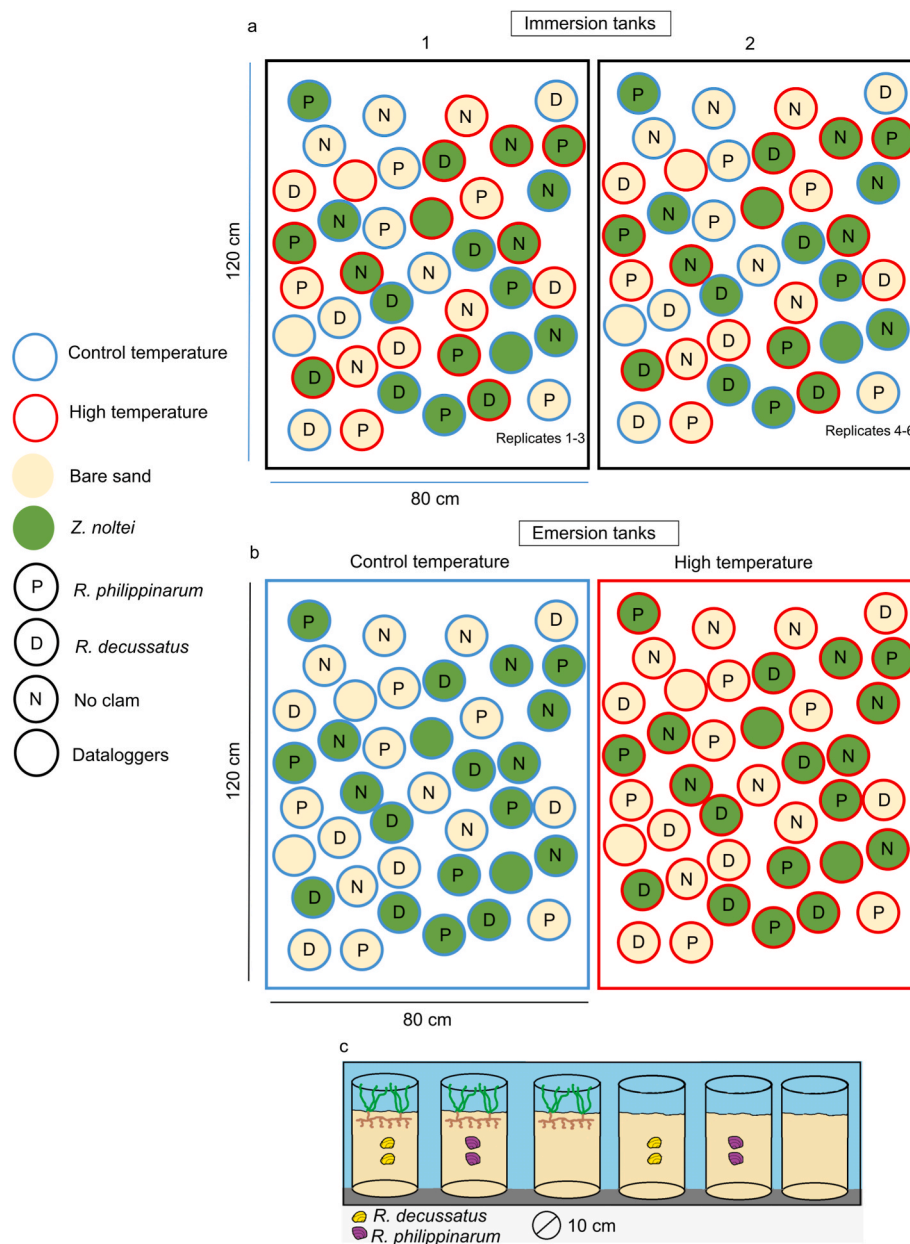 a
Immersion tanks
1
2
120 cm
P N N D
N N P
P D
D P N
N P
P D N
N N
P D P D
D N
D N
D N P
D P D P
D P
Replicates 1-3
P N N D
N N P
P D
D P N
N P
P D N
N N
P D P D
D N
D N
D N P
D P D P
D P
Replicates 4-6
80 cm
Control temperature
High temperature
Bare sand
Z. noltei
P R. philippinarum
D R. decussatus
N No clam
Dataloggers
b
Emersion tanks
Control temperature
High temperature
120 cm
P N N D
N N P
P D
D P N
N P
P D N
N N
P D P D
D N
D N
D N P
D P D P
D P
P N N D
N N P
P D
D P N
N P
P D N
N N
P D P D
D N
D N
D N P
D P D P
D P
80 cm
c
R. decussatus
R. philippinarum
10 cm